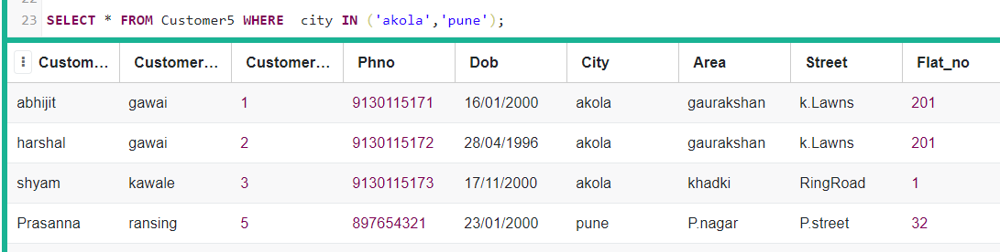 23 SELECT * FROM Customer5 WHERE  city IN ('akola','pune');
Custom... Customer... Customer... Phno Dob City Area Street Flat_no
abhijit gawai 1 9130115171 16/01/2000 akola gaurakshan k.Lawns 201
harshal gawai 2 9130115172 28/04/1996 akola gaurakshan k.Lawns 201
shyam kawale 3 9130115173 17/11/2000 akola khadki RingRoad 1
Prasanna ransing 5 897654321 23/01/2000 pune P.nagar P.street 32